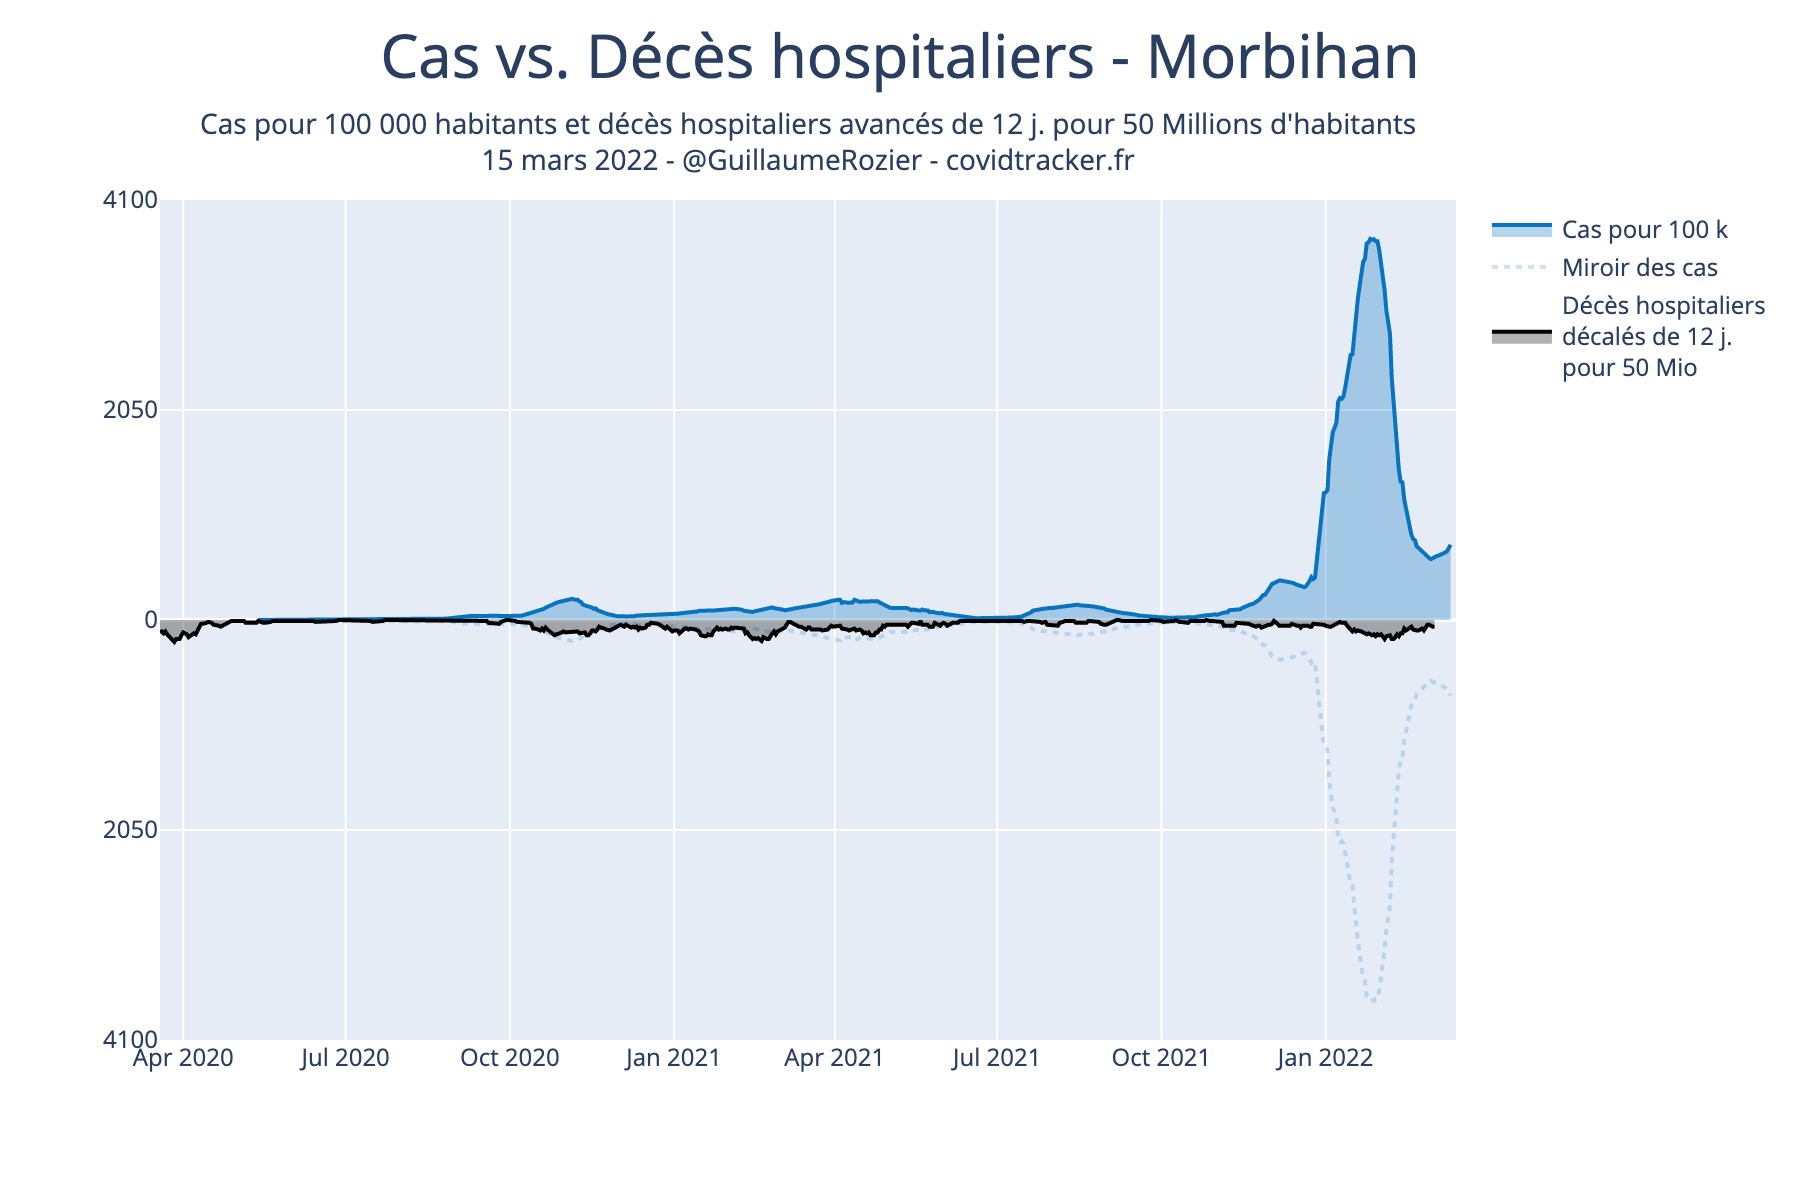 Cas vs. Décès hospitaliers - Morbihan
Cas pour 100 000 habitants et décès hospitaliers avancés de 12 j. pour 50 Millions d'habitants
15 mars 2022 - @GuillaumeRozier - covidtracker.fr
4100
2050
0
2050
4100
Apr 2020
Jul 2020
Oct 2020
Jan 2021
Apr 2021
Jul 2021
Oct 2021
Jan 2022
Cas pour 100 k
Miroir des cas
Décès hospitaliers
décalés de 12 j.
pour 50 Mio